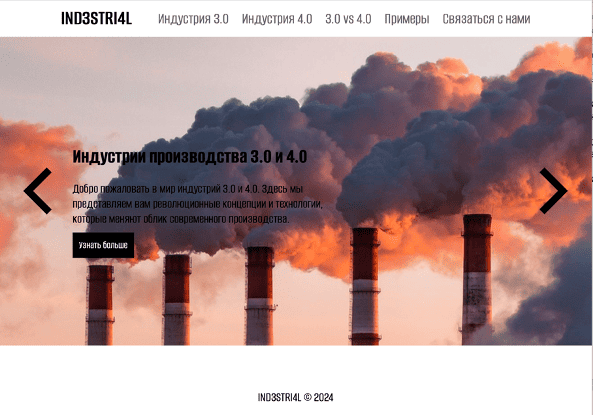 IND3STRI4L
Индустрия 3.0 Индустрия 4.0 3.0 vs 4.0 Примеры Связаться с нами
Индустрии производства 3.0 и 4.0
Добро пожаловать в мир индустрий 3.0 и 4.0. Здесь мы
представляем вам революционные концепции и технологии,
которые меняют облик современного производства.
Узнать больше
IND3STRI4L © 2024